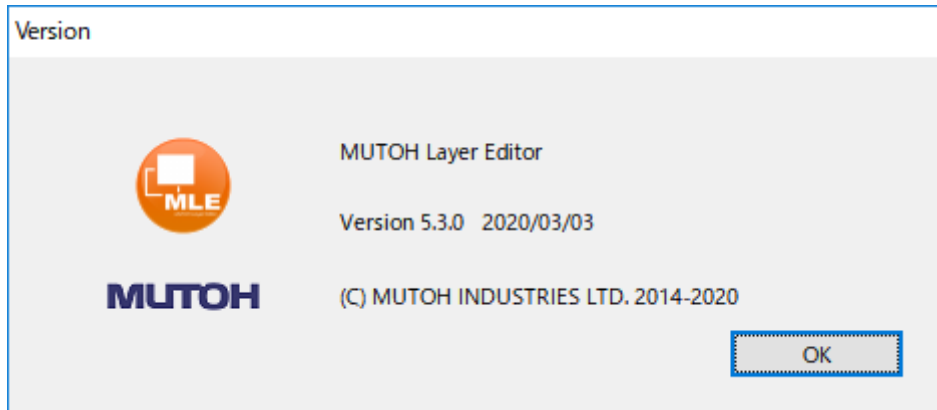 Version
MUTOH Layer Editor
MLE
Version 5.3.0 2020/03/03
MUTOH
(C) MUTOH INDUSTRIES LTD. 2014-2020
OK